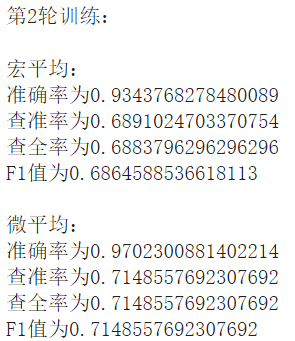 第2轮训练:
宏平均:
准确率为0.9343768278480089
查准率为0.6891024703370754
查全率为0.6883796296296296
F1值为0.6864588536618113
微平均:
准确率为0.9702300881402214
查准率为0.7148557692307692
查全率为0.7148557692307692
F1值为0.7148557692307692